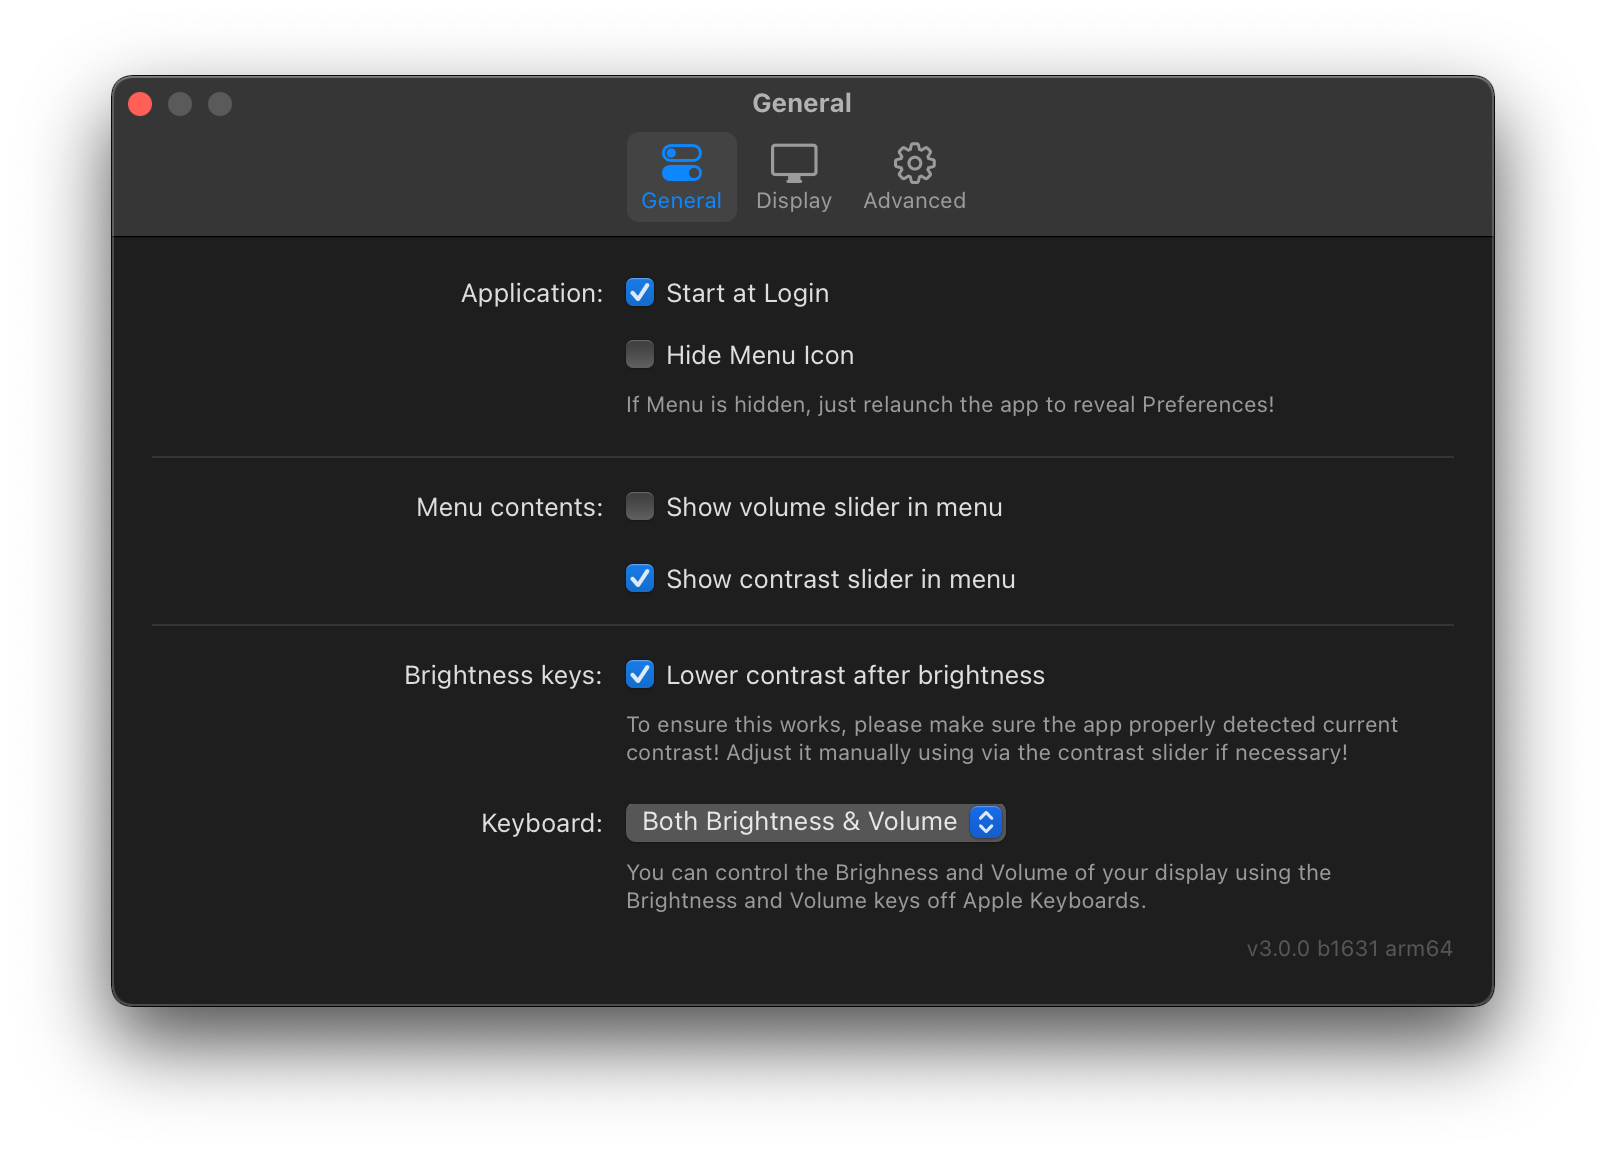 General
General
Display
Advanced
Application:
Start at Login
Hide Menu Icon
If Menu is hidden, just relaunch the app to reveal Preferences!
Menu contents:
Show volume slider in menu
Show contrast slider in menu
Brightness keys:
Lower contrast after brightness
To ensure this works, please make sure the app properly detected current
contrast! Adjust it manually using via the contrast slider if necessary!
Keyboard:
Both Brightness & Volume
You can control the Brighness and Volume of your display using the
Brightness and Volume keys off Apple Keyboards.
v3.0.0 b1631 arm64